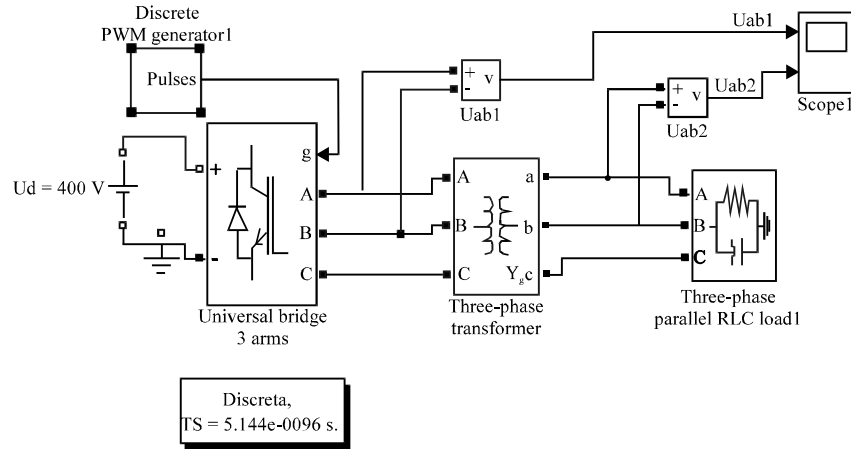 Discrete
PWM generator1
Pulses
Uab1
Uab2
Scope1
+
-
v
Uab1
+
-
v
Uab2
Ud = 400 V
+
-
g
A
B
C
Universal bridge
3 arms
A
B
C
a
b
Ygc
Three-phase
transformer
A
B
C
Three-phase
parallel RLC load1
Discreta,
TS = 5.144e-0096 s.